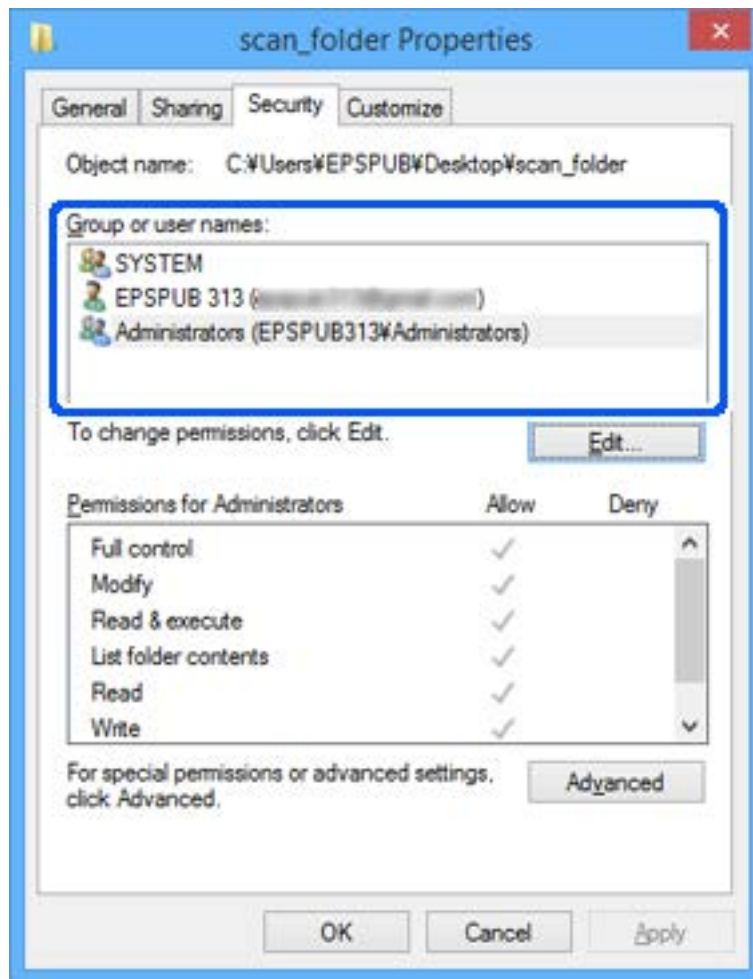 scan_folder Properties
General Sharing Security Customize
Object name: C:¥Users¥EPSPUB¥Desktop¥scan_folder
Group or user names:
SYSTEM
EPSPUB 313 ( )
Administrators (EPSPUB313¥Administrators)
To change permissions, click Edit. Edit...
Permissions for Administrators Allow Deny
Full control
Modify
Read & execute
List folder contents
Read
Write
For special permissions or advanced settings, click Advanced. Advanced
OK Cancel Apply